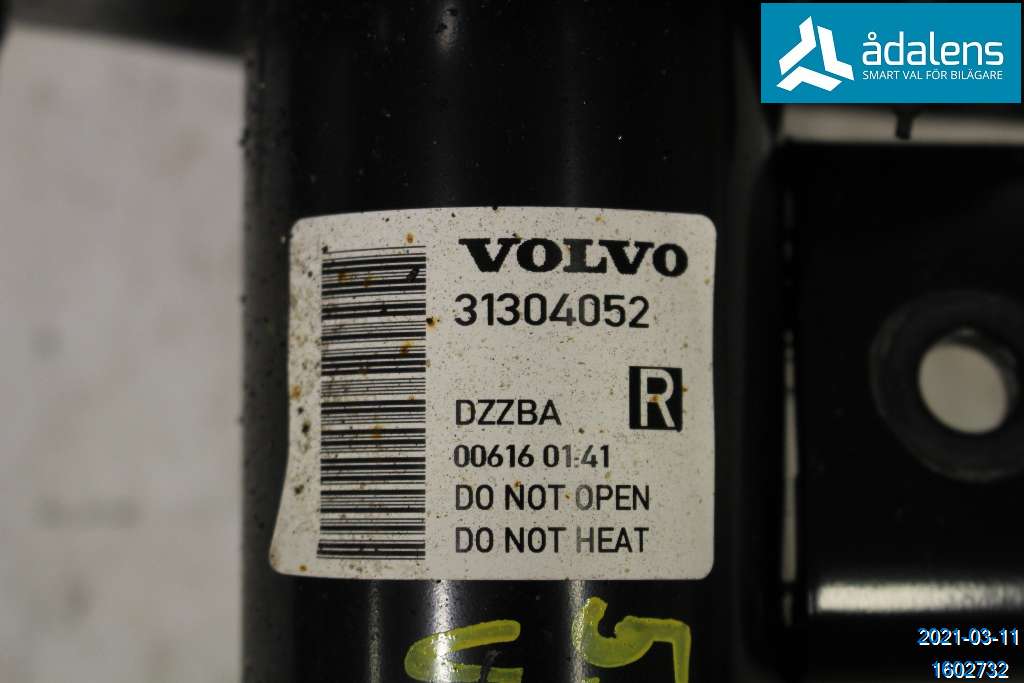 ådalens
SMART VAL FÖR BILÄGARE
VOLVO
31304052
R
DZZBA
00616 01:41
DO NOT OPEN
DO NOT HEAT
2021-03-11
1602732